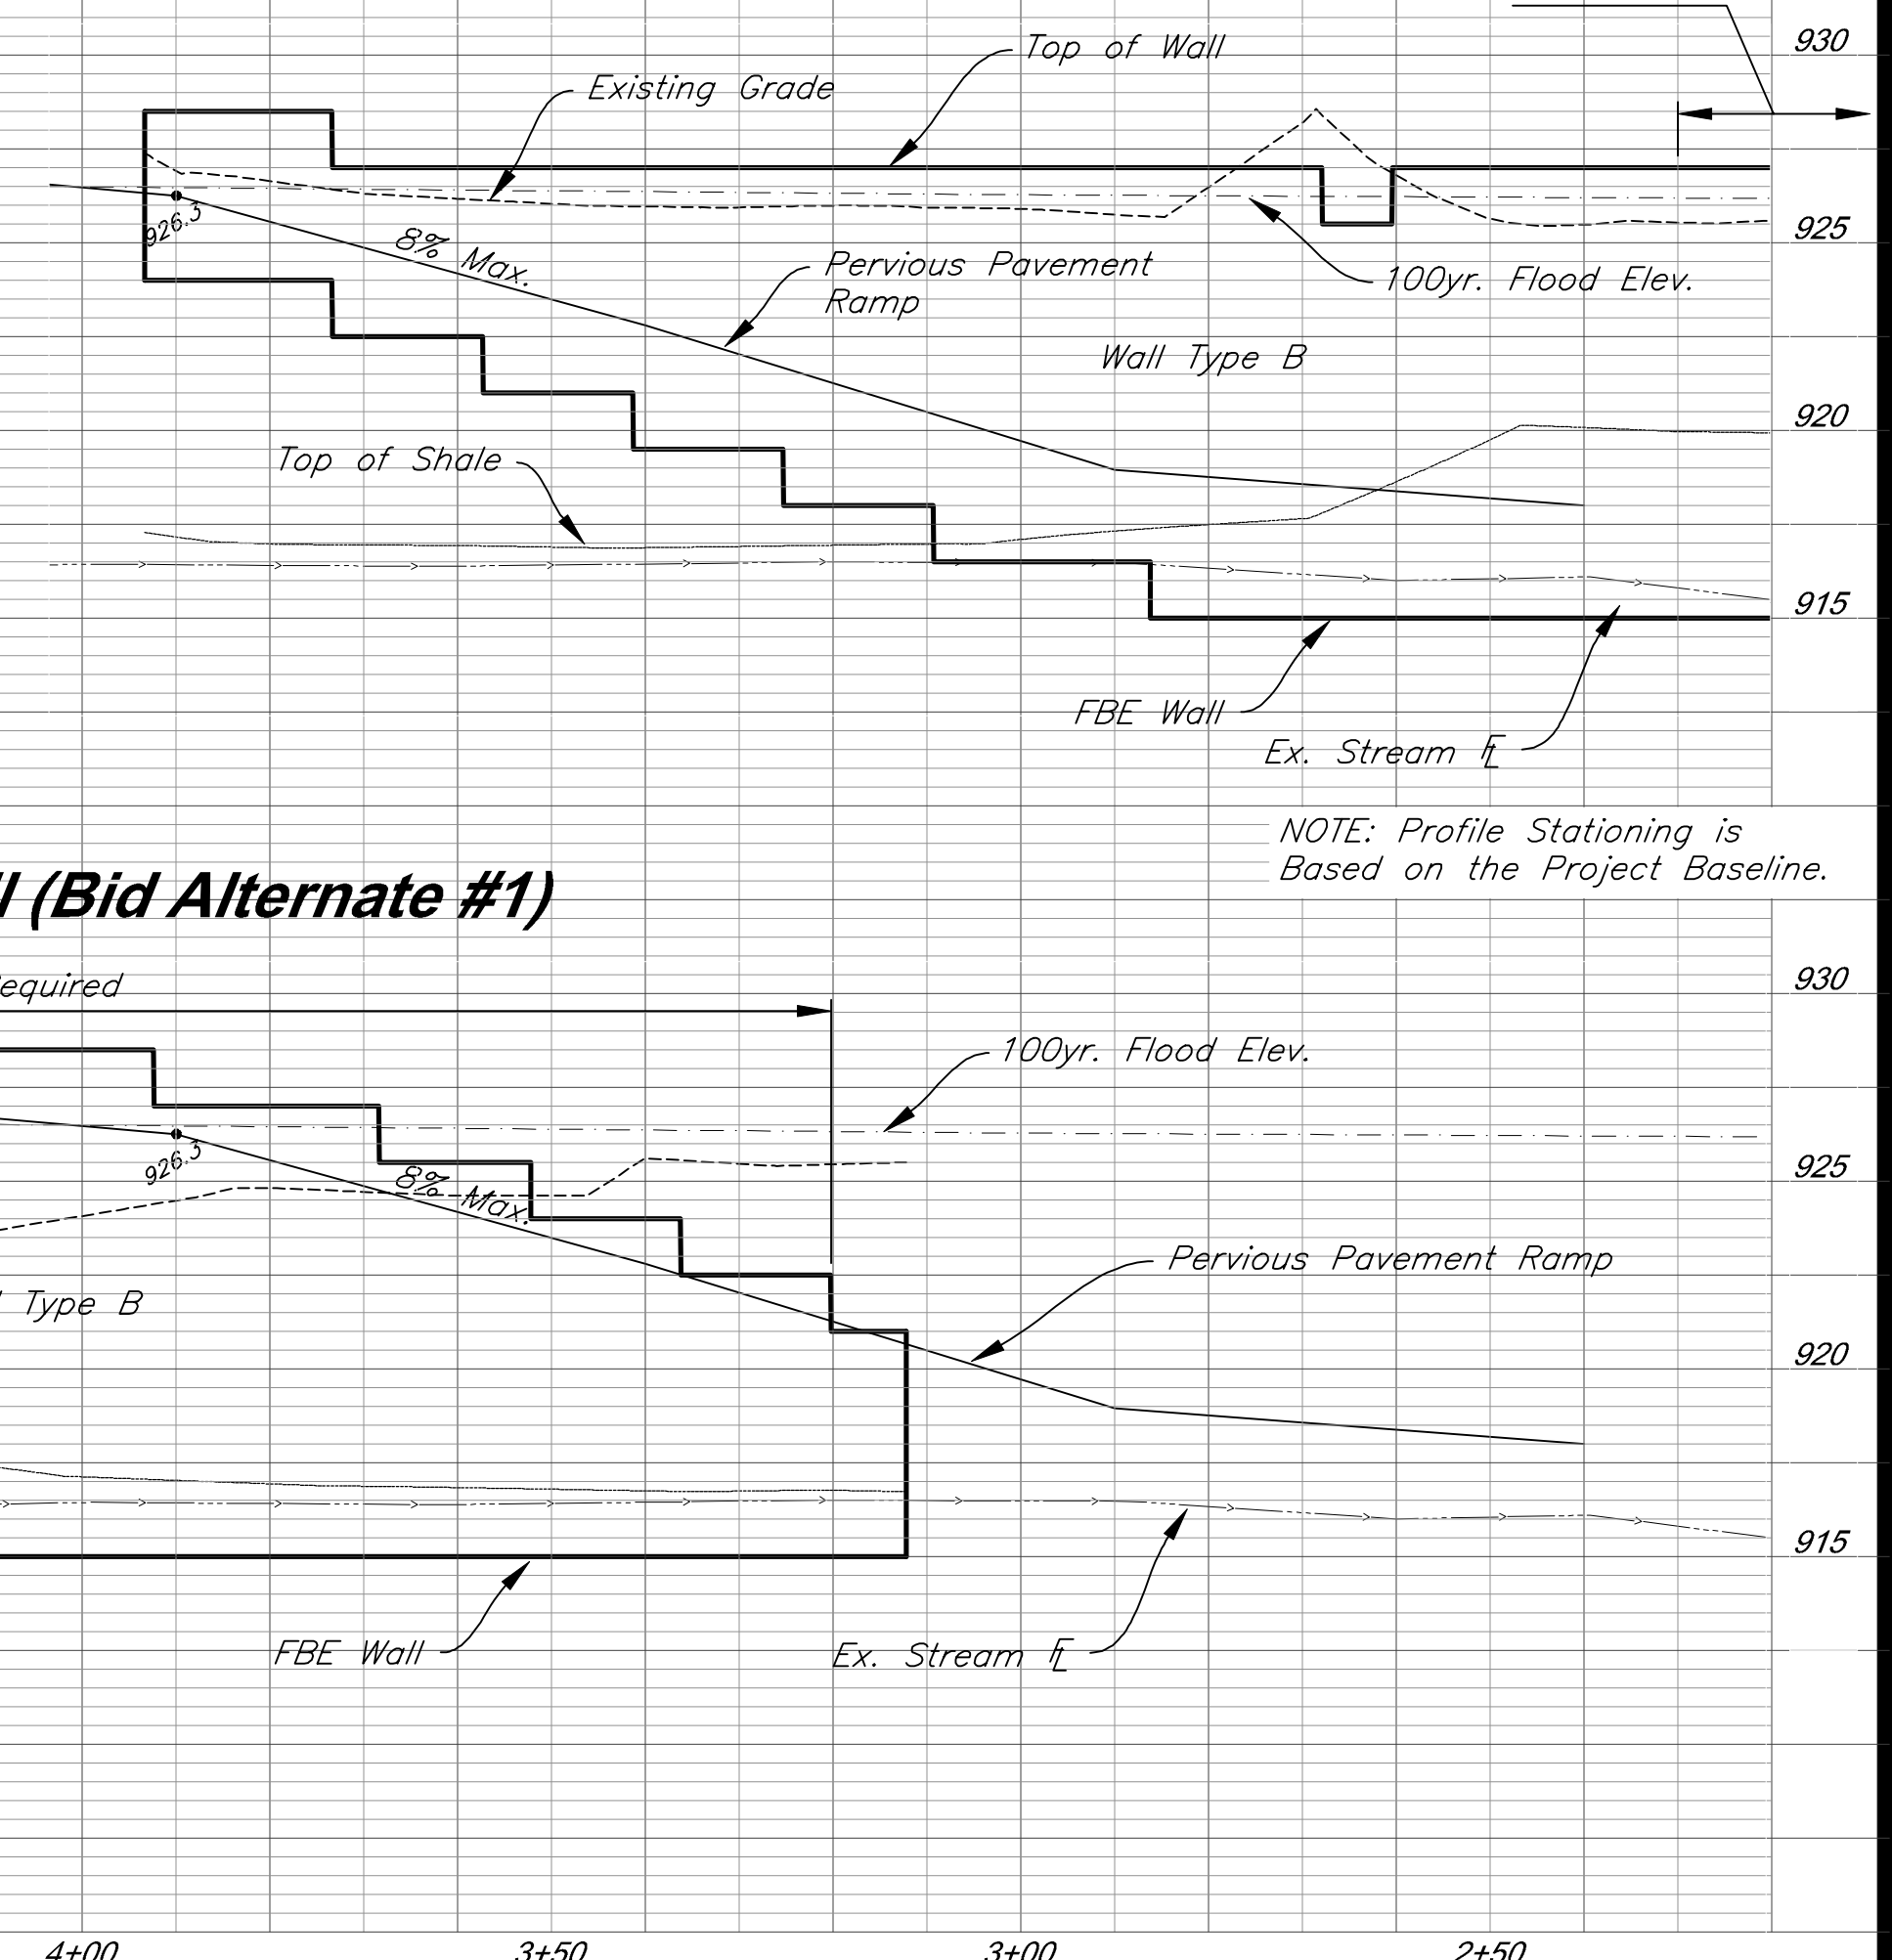 930
Top of Wall
Existing Grade
926.3
8% Max.
925
Pervious Pavement
Ramp
100yr. Flood Elev.
Wall Type B
920
Top of Shale
915
FBE Wall
Ex. Stream ℄
NOTE: Profile Stationing is
Based on the Project Baseline.
(Bid Alternate #1)
equired
930
100yr. Flood Elev.
926.3
8% Max.
925
Pervious Pavement Ramp
Type B
920
915
FBE Wall
Ex. Stream ℄
4+00 3+50 3+00 2+50